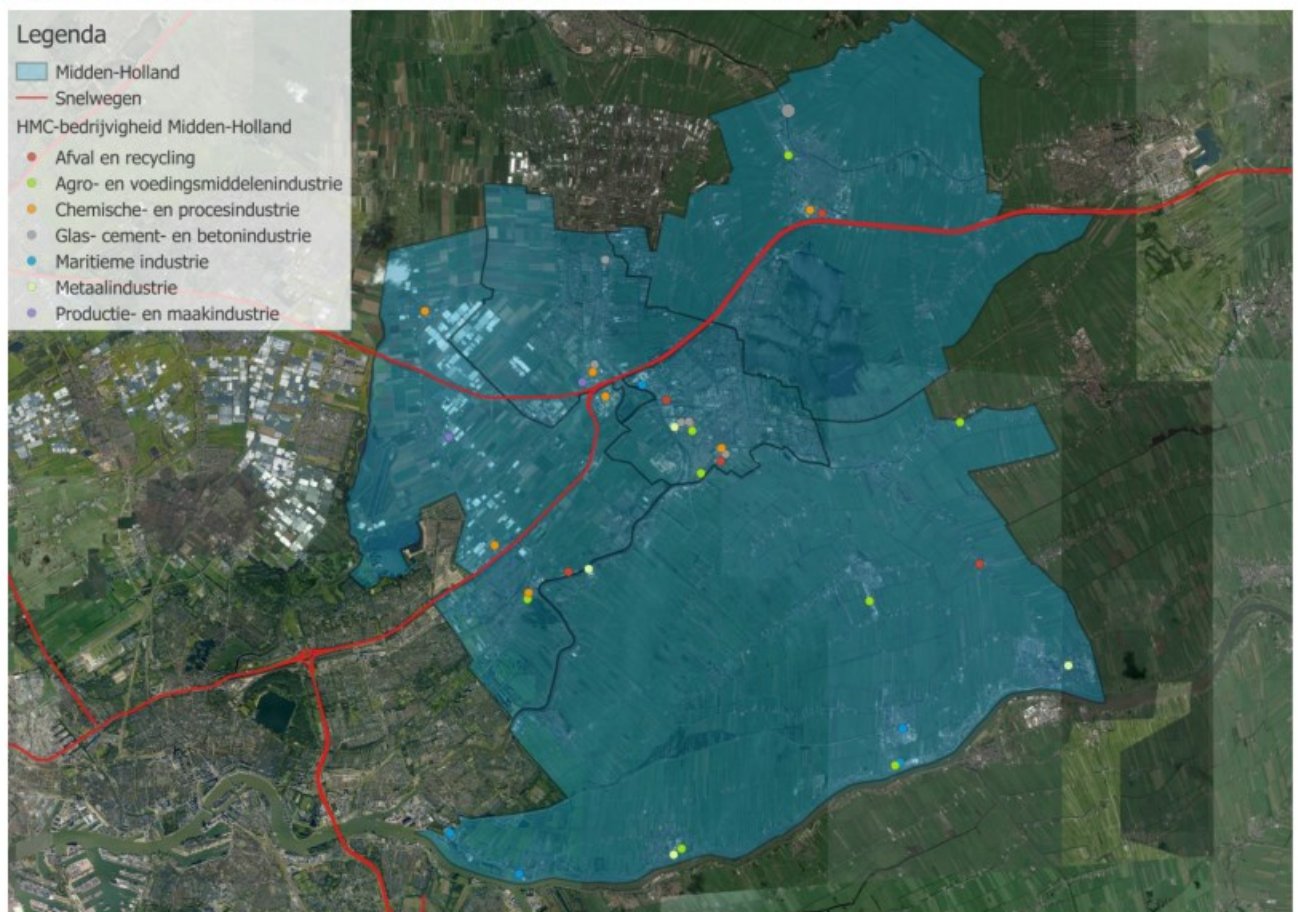 Legenda
Midden-Holland
Snelwegen
HMC-bedrijvigheid Midden-Holland
Afval en recycling
Agro- en voedingsmiddelenindustrie
Chemische- en procesindustrie
Glas- cement- en betonindustrie
Maritieme industrie
Metaalindustrie
Productie- en maakindustrie